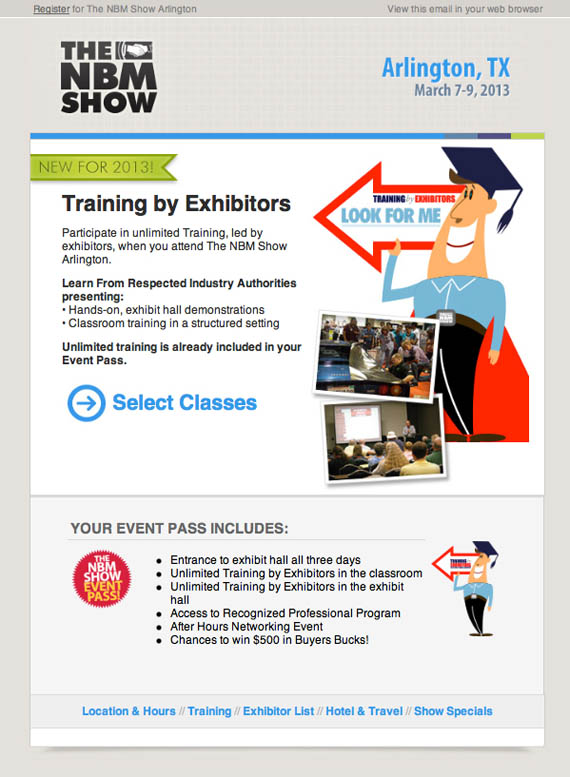 Register for The NBM Show Arlington
View this email in your web browser
THE
NBM
SHOW
Arlington, TX
March 7-9, 2013
NEW FOR 2013!
Training by Exhibitors
Participate in unlimited Training, led by
exhibitors, when you attend The NBM Show
Arlington.
Learn From Respected Industry Authorities
presenting:
• Hands-on, exhibit hall demonstrations
• Classroom training in a structured setting
Unlimited training is already included in your
Event Pass.
Select Classes
TRAINING by EXHIBITORS
LOOK FOR ME
YOUR EVENT PASS INCLUDES:
THE
NBM
SHOW
EVENT
PASS!
• Entrance to exhibit hall all three days
• Unlimited Training by Exhibitors in the classroom
• Unlimited Training by Exhibitors in the exhibit
hall
• Access to Recognized Professional Program
• After Hours Networking Event
• Chances to win $500 in Buyers Bucks!
Location & Hours // Training // Exhibitor List // Hotel & Travel // Show Specials